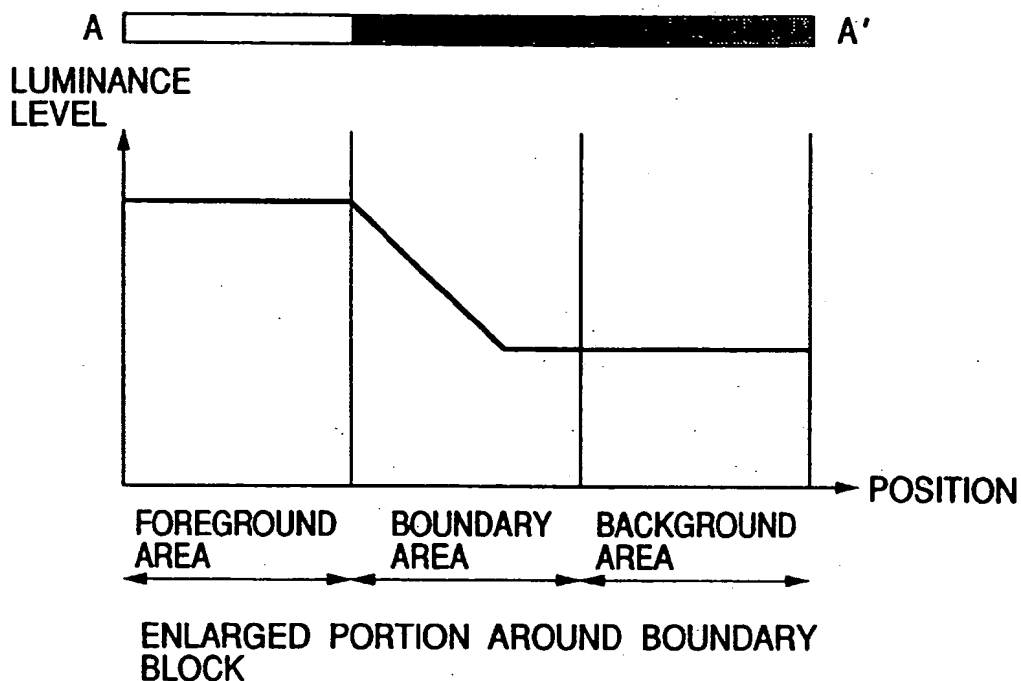 A A'
LUMINANCE
LEVEL
POSITION
FOREGROUND
AREA
BOUNDARY
AREA
BACKGROUND
AREA
ENLARGED PORTION AROUND BOUNDARY
BLOCK